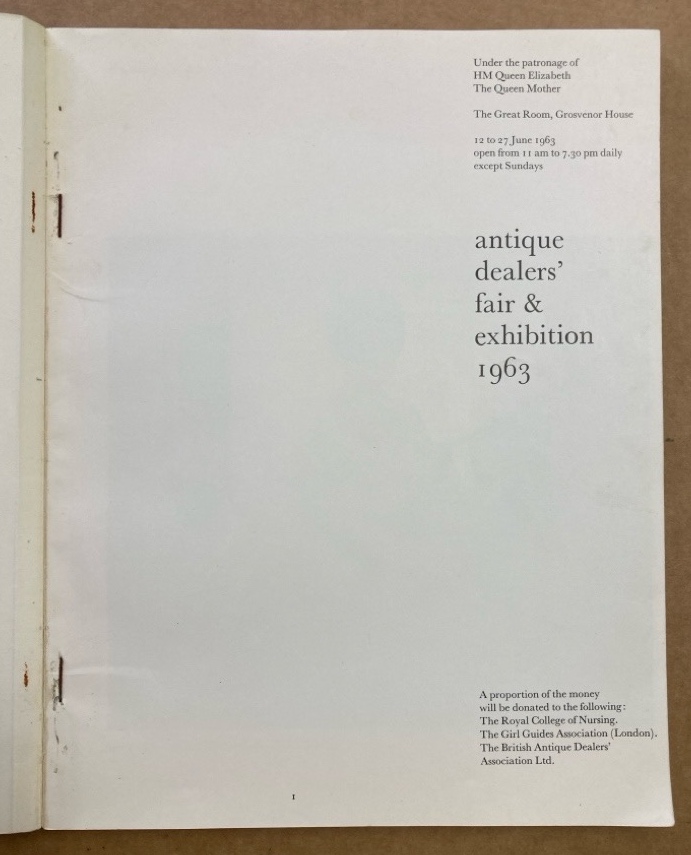 Under the patronage of
HM Queen Elizabeth
The Queen Mother
The Great Room, Grosvenor House
12 to 27 June 1963
open from 11 am to 7.30 pm daily
except Sundays
antique
dealers’
fair &
exhibition
1963
A proportion of the money
will be donated to the following:
The Royal College of Nursing.
The Girl Guides Association (London).
The British Antique Dealers’
Association Ltd.
1